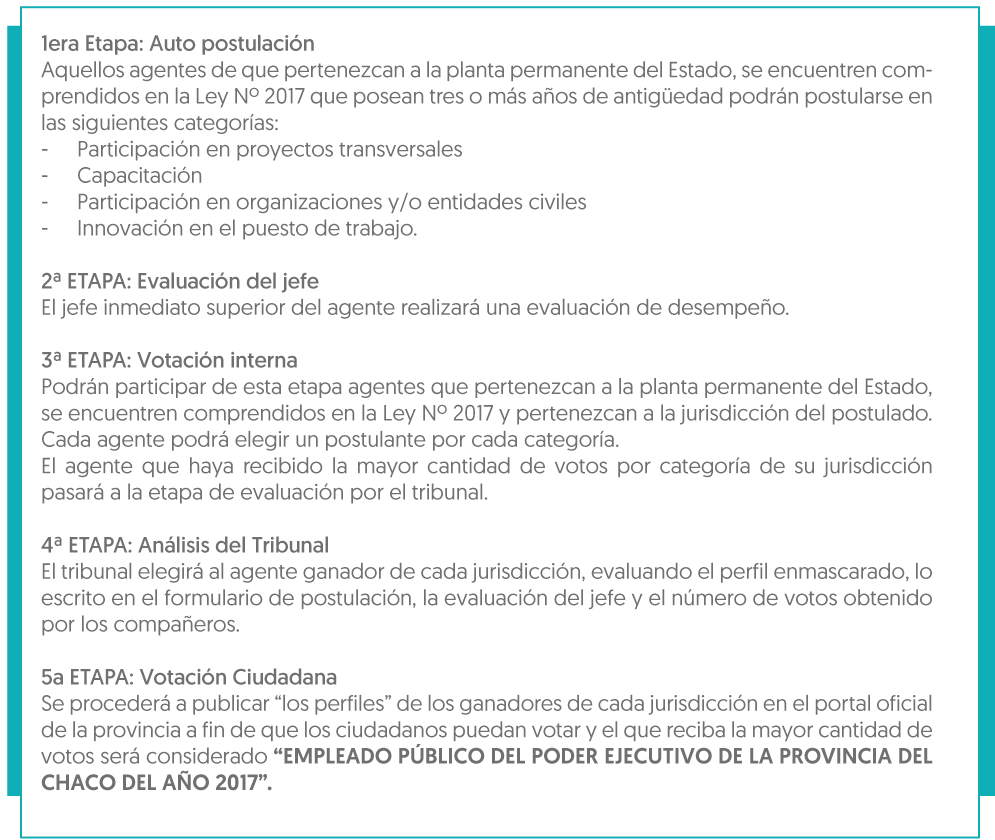 1era Etapa: Auto postulación
Aquellos agentes de que pertenezcan a la planta permanente del Estado, se encuentren com-
prendidos en la Ley Nº 2017 que posean tres o más años de antigüedad podrán postularse en
las siguientes categorías:
- Participación en proyectos transversales
- Capacitación
- Participación en organizaciones y/o entidades civiles
- Innovación en el puesto de trabajo.
2ª ETAPA: Evaluación del jefe
El jefe inmediato superior del agente realizará una evaluación de desempeño.
3ª ETAPA: Votación interna
Podrán participar de esta etapa agentes que pertenezcan a la planta permanente del Estado,
se encuentren comprendidos en la Ley Nº 2017 y pertenezcan a la jurisdicción del postulado.
Cada agente podrá elegir un postulante por cada categoría.
El agente que haya recibido la mayor cantidad de votos por categoría de su jurisdicción
pasará a la etapa de evaluación por el tribunal.
4ª ETAPA: Análisis del Tribunal
El tribunal elegirá al agente ganador de cada jurisdicción, evaluando el perfil enmascarado, lo
escrito en el formulario de postulación, la evaluación del jefe y el número de votos obtenido
por los compañeros.
5a ETAPA: Votación Ciudadana
Se procederá a publicar “los perfiles” de los ganadores de cada jurisdicción en el portal oficial
de la provincia a fin de que los ciudadanos puedan votar y el que reciba la mayor cantidad de
votos será considerado “EMPLEADO PÚBLICO DEL PODER EJECUTIVO DE LA PROVINCIA DEL
CHACO DEL AÑO 2017”.